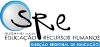 SRE
EDUCAÇÃO
RECURSOS HUMANOS
DIREÇÃO REGIONAL DE EDUCAÇÃO